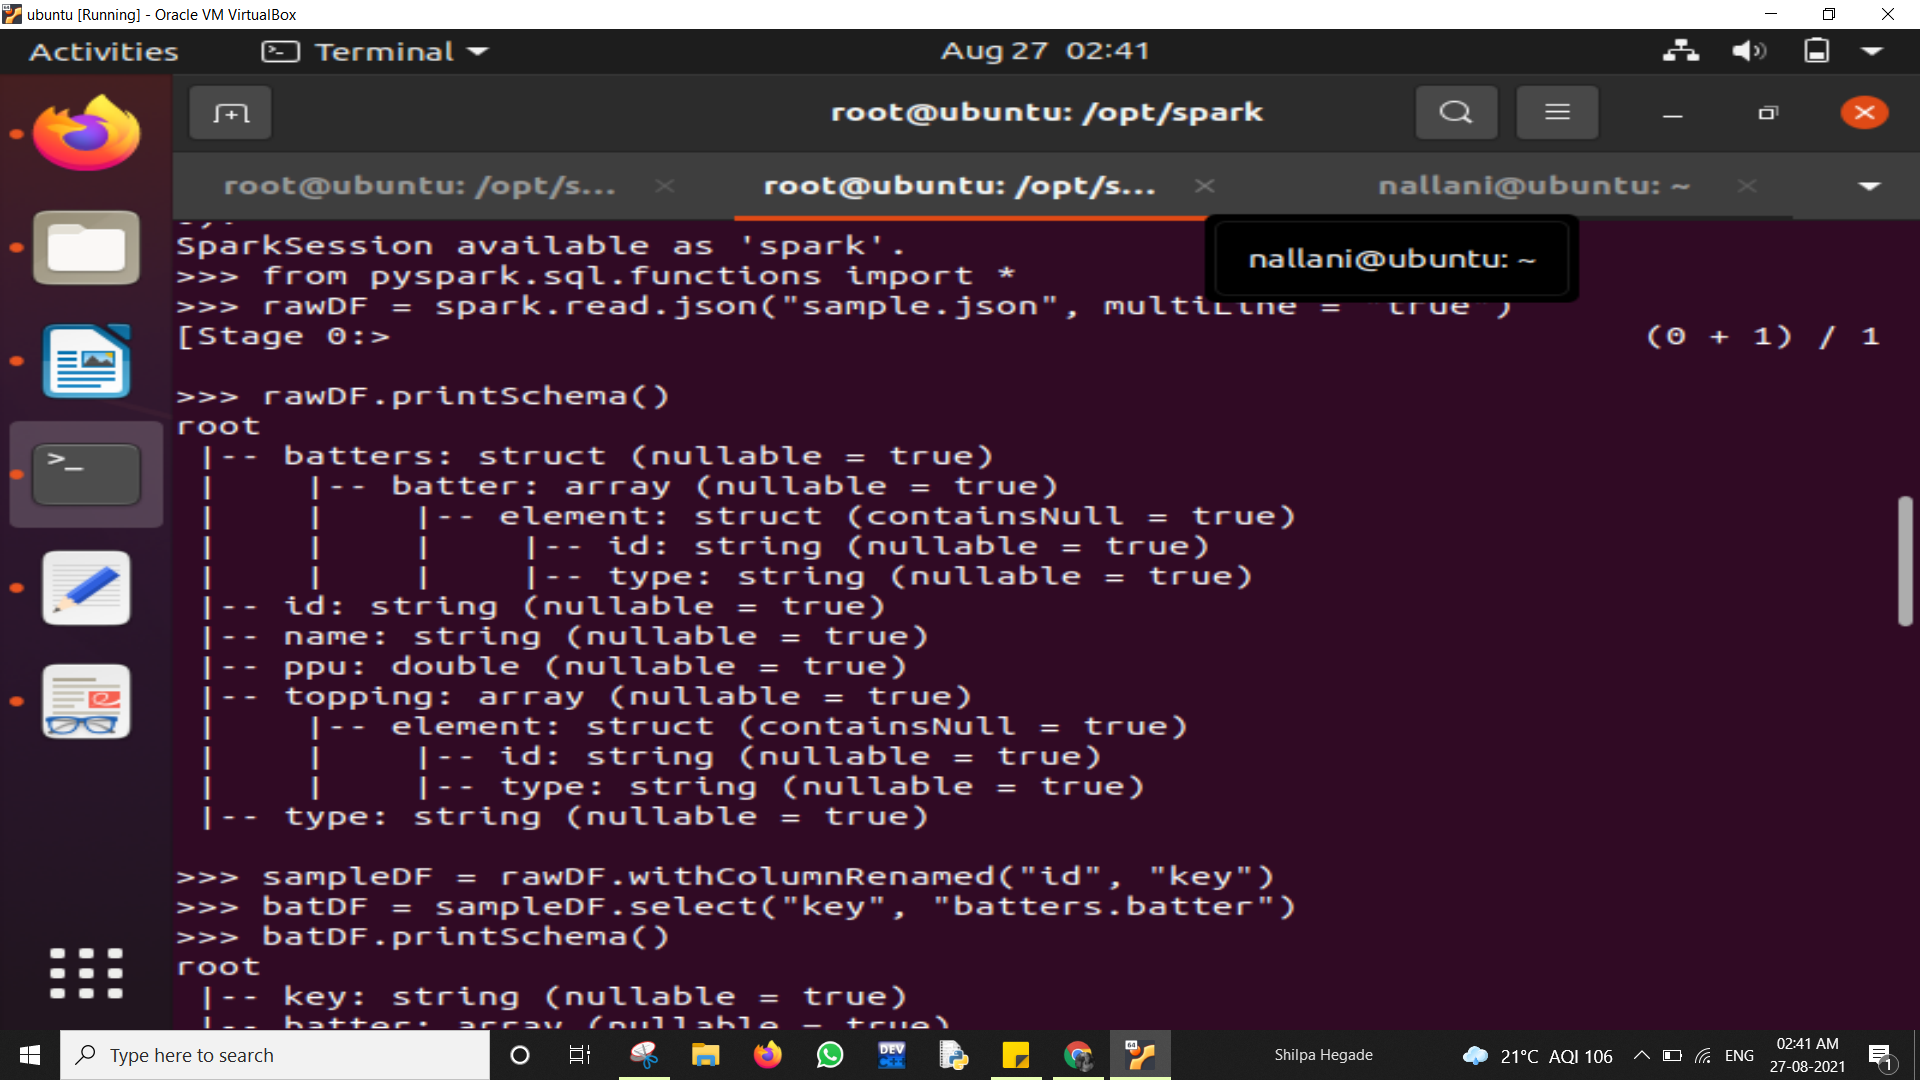 ubuntu [Running] - Oracle VM VirtualBox
Activities Terminal Aug 27 02:41
root@ubuntu: /opt/spark
root@ubuntu: /opt/s... root@ubuntu: /opt/s... nallani@ubuntu: ~
nallani@ubuntu: ~
SparkSession available as 'spark'.
>>> from pyspark.sql.functions import *
>>> rawDF = spark.read.json("sample.json", multiLine = "true")
[Stage 0:> (0 + 1) / 1
>>> rawDF.printSchema()
root
 |-- batters: struct (nullable = true)
 |    |-- batter: array (nullable = true)
 |    |    |-- element: struct (containsNull = true)
 |    |    |    |-- id: string (nullable = true)
 |    |    |    |-- type: string (nullable = true)
 |-- id: string (nullable = true)
 |-- name: string (nullable = true)
 |-- ppu: double (nullable = true)
 |-- topping: array (nullable = true)
 |    |-- element: struct (containsNull = true)
 |    |    |-- id: string (nullable = true)
 |    |    |-- type: string (nullable = true)
 |-- type: string (nullable = true)
>>> sampleDF = rawDF.withColumnRenamed("id", "key")
>>> batDF = sampleDF.select("key", "batters.batter")
>>> batDF.printSchema()
root
 |-- key: string (nullable = true)
 |-- batter: array (nullable = true)
Type here to search DEV 64 Shilpa Hegade 21°C AQI 106 ENG 02:41 AM
27-08-2021 1